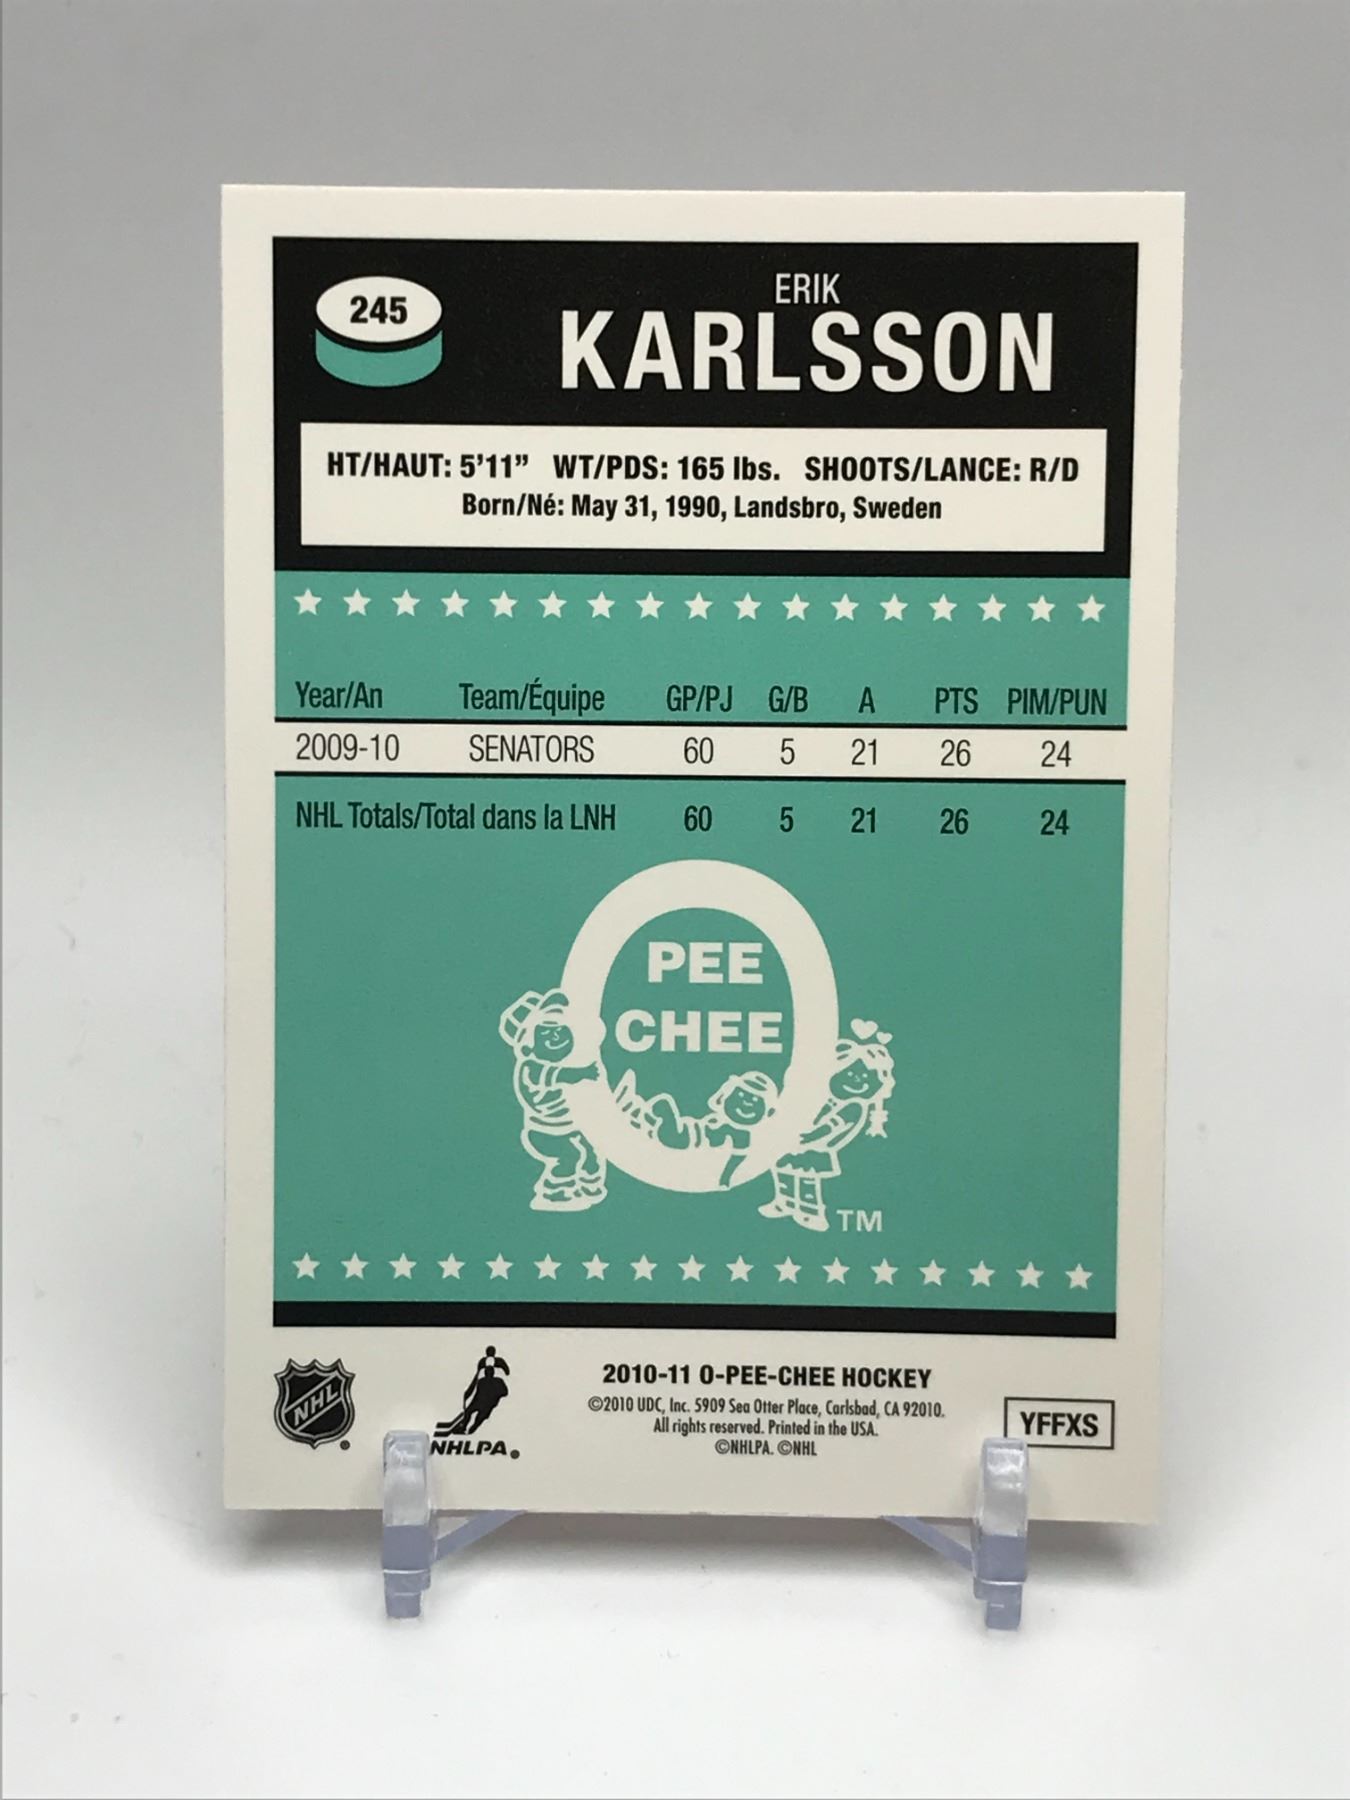 245
ERIK
KARLSSON
HT/HAUT: 5'11" WT/PDS: 165 lbs. SHOOTS/LANCE: R/D
Born/Né: May 31, 1990, Landsbro, Sweden
Year/An Team/Équipe GP/PJ G/B A PTS PIM/PUN
2009-10 SENATORS 60 5 21 26 24
NHL Totals/Total dans la LNH 60 5 21 26 24
O
PEE
CHEE
TM
NHL
NHLPA
2010-11 O-PEE-CHEE HOCKEY
©2010 UDC, Inc. 5909 Sea Otter Place, Carlsbad, CA 92010.
All rights reserved. Printed in the USA.
©NHLPA. ©NHL
YFFXS